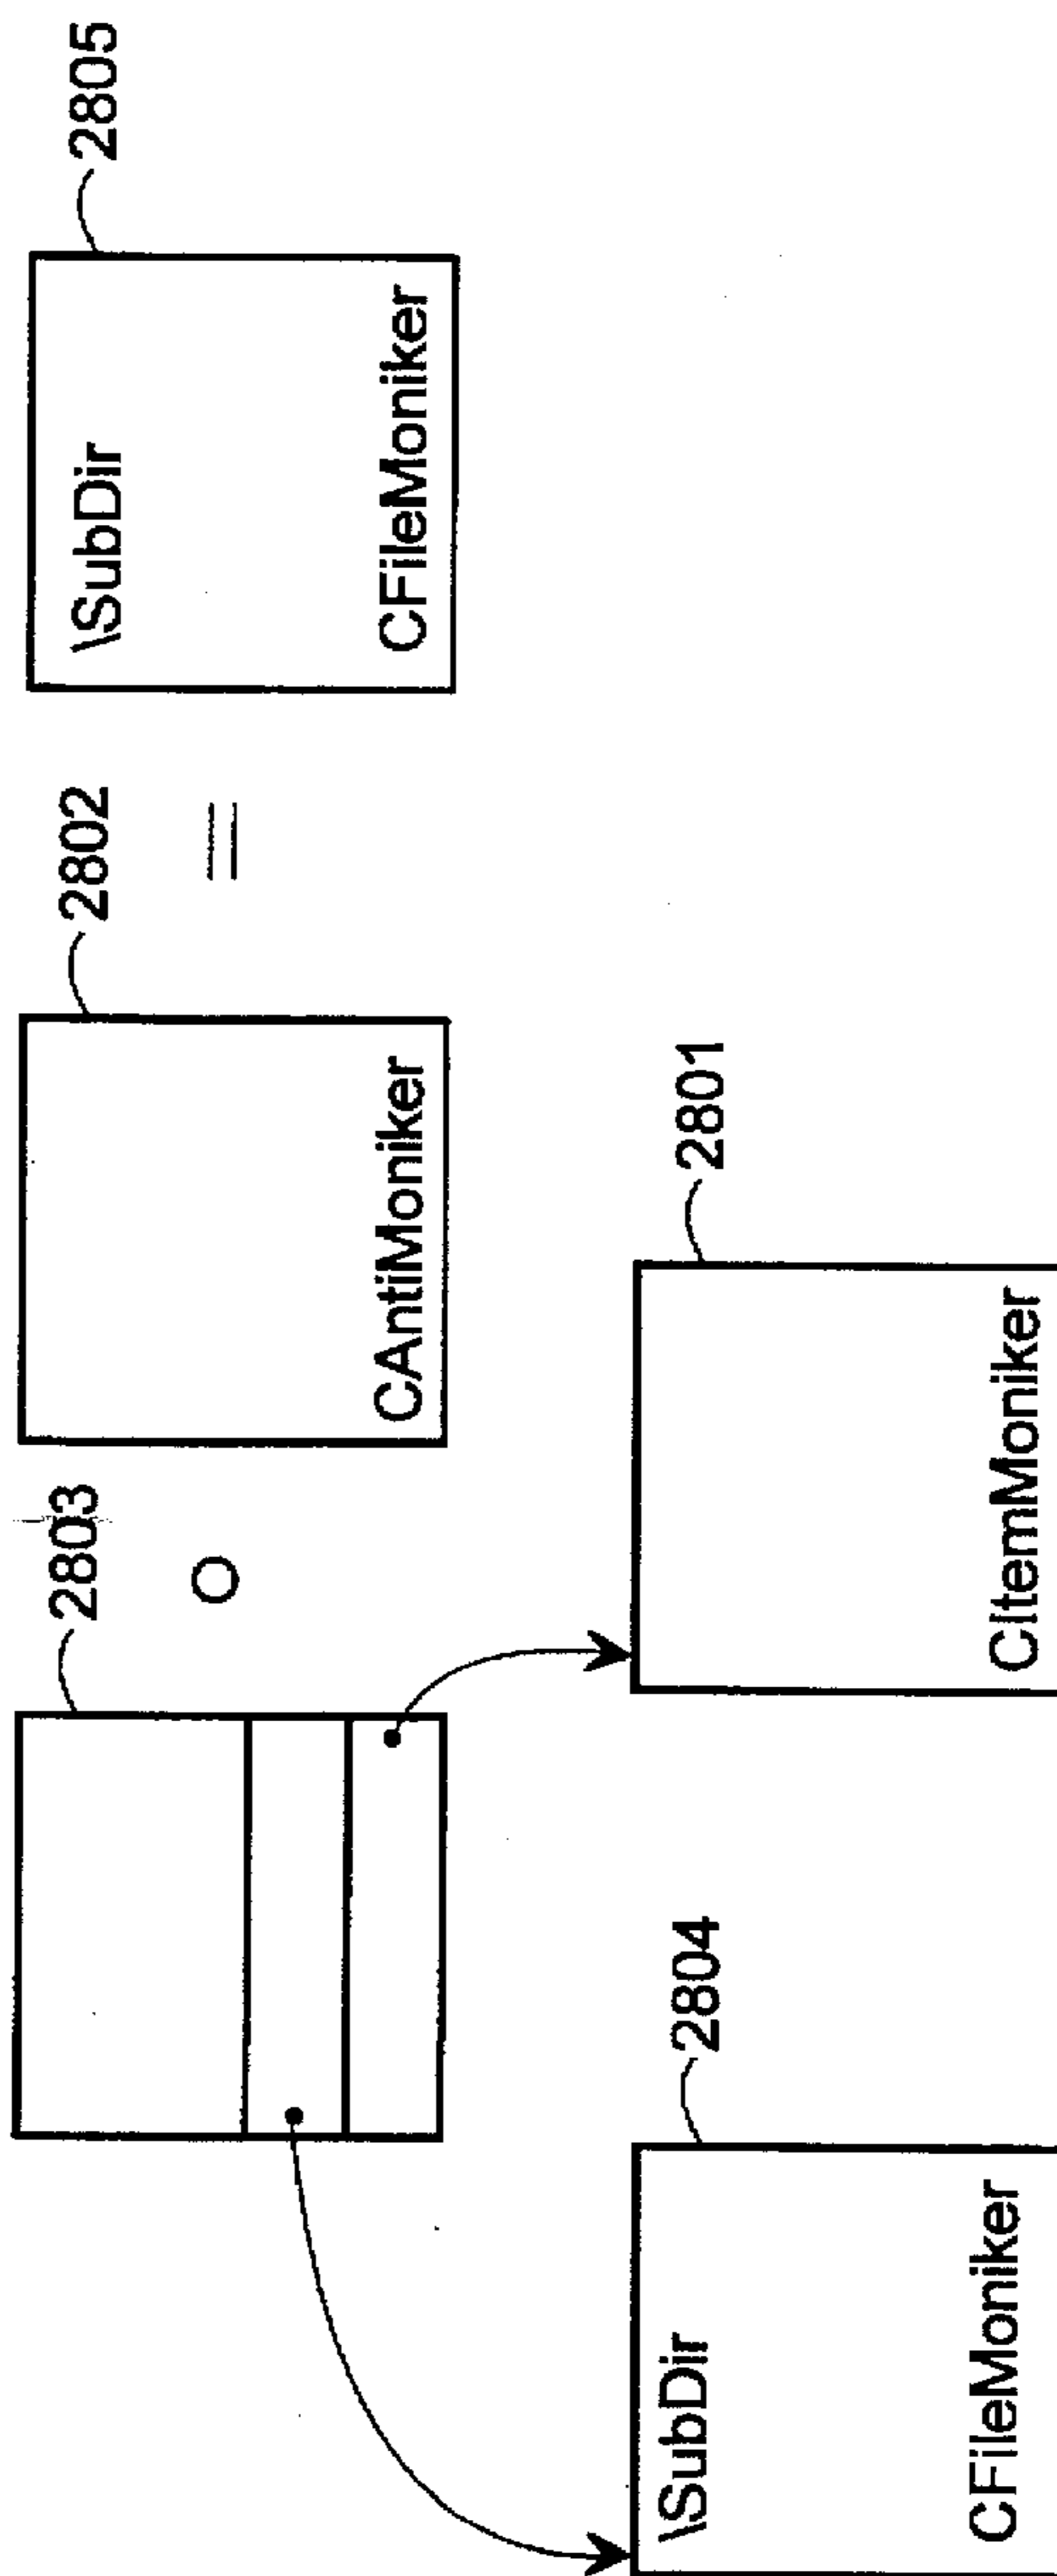 2803
2802
2805
\SubDir
O
=
CAntiMoniker
CFileMoniker
2804
2801
\SubDir
CFileMoniker
CItemMoniker